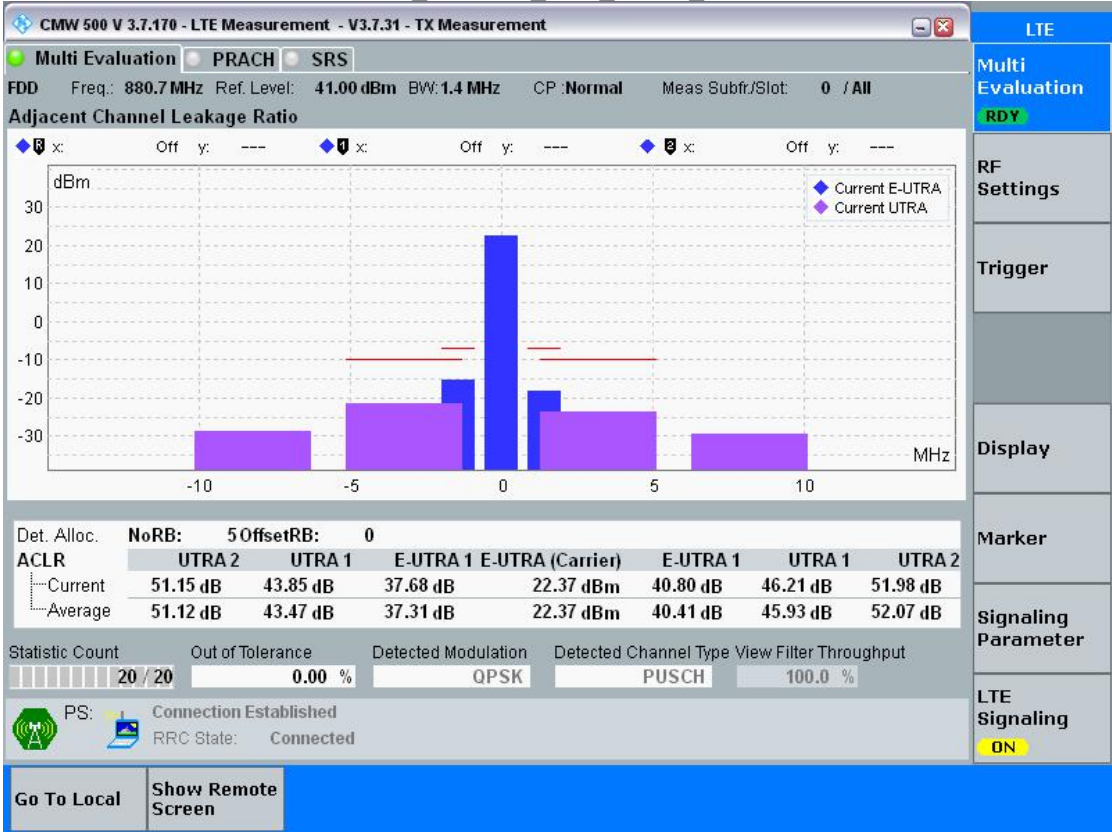 CMW 500 V 3.7.170 - LTE Measurement - V3.7.31 - TX Measurement
LTE
Multi Evaluation PRACH SRS
FDD Freq.: 880.7 MHz Ref. Level: 41.00 dBm BW: 1.4 MHz CP :Normal Meas Subfr./Slot: 0 / All
Adjacent Channel Leakage Ratio
R x: Off y: --- 1 x: Off y: --- 2 x: Off y: ---
dBm
Current E-UTRA
Current UTRA
30
20
10
0
-10
-20
-30
MHz
-10 -5 0 5 10
Det. Alloc. NoRB: 5 OffsetRB: 0
ACLR UTRA 2 UTRA 1 E-UTRA 1 E-UTRA (Carrier) E-UTRA 1 UTRA 1 UTRA 2
Current 51.15 dB 43.85 dB 37.68 dB 22.37 dBm 40.80 dB 46.21 dB 51.98 dB
Average 51.12 dB 43.47 dB 37.31 dB 22.37 dBm 40.41 dB 45.93 dB 52.07 dB
Statistic Count Out of Tolerance Detected Modulation Detected Channel Type View Filter Throughput
20 / 20 0.00 % QPSK PUSCH 100.0 %
PS: Connection Established
RRC State: Connected
Multi
Evaluation
RDY
RF
Settings
Trigger
Display
Marker
Signaling
Parameter
LTE
Signaling
ON
Go To Local
Show Remote
Screen